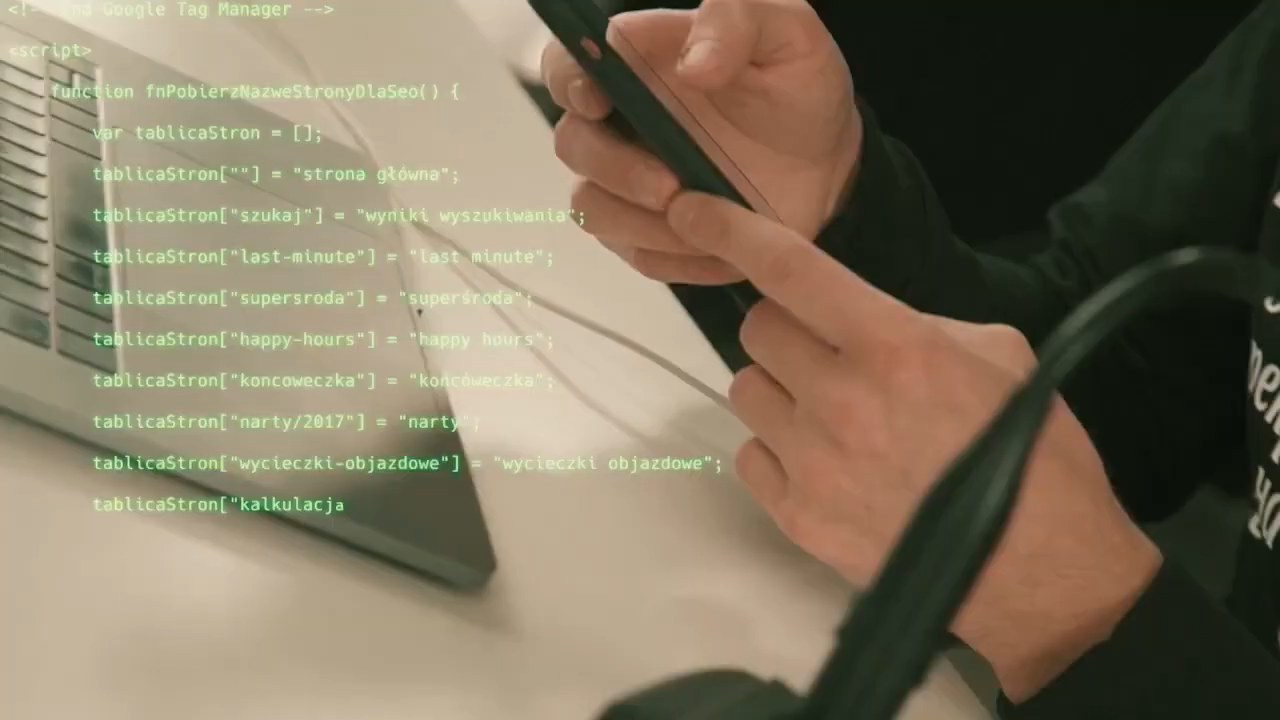 <!-- End Google Tag Manager -->
<script>
function fnPobierzNazweStronyDlaSeo() {
var tablicaStron = [];
tablicaStron[""] = "strona główna";
tablicaStron["szukaj"] = "wyniki wyszukiwania";
tablicaStron["last-minute"] = "last minute";
tablicaStron["supersroda"] = "superśroda";
tablicaStron["happy-hours"] = "happy hours";
tablicaStron["koncoweczka"] = "końcóweczka";
tablicaStron["narty/2017"] = "narty";
tablicaStron["wycieczki-objazdowe"] = "wycieczki objazdowe";
tablicaStron["kalkulacja